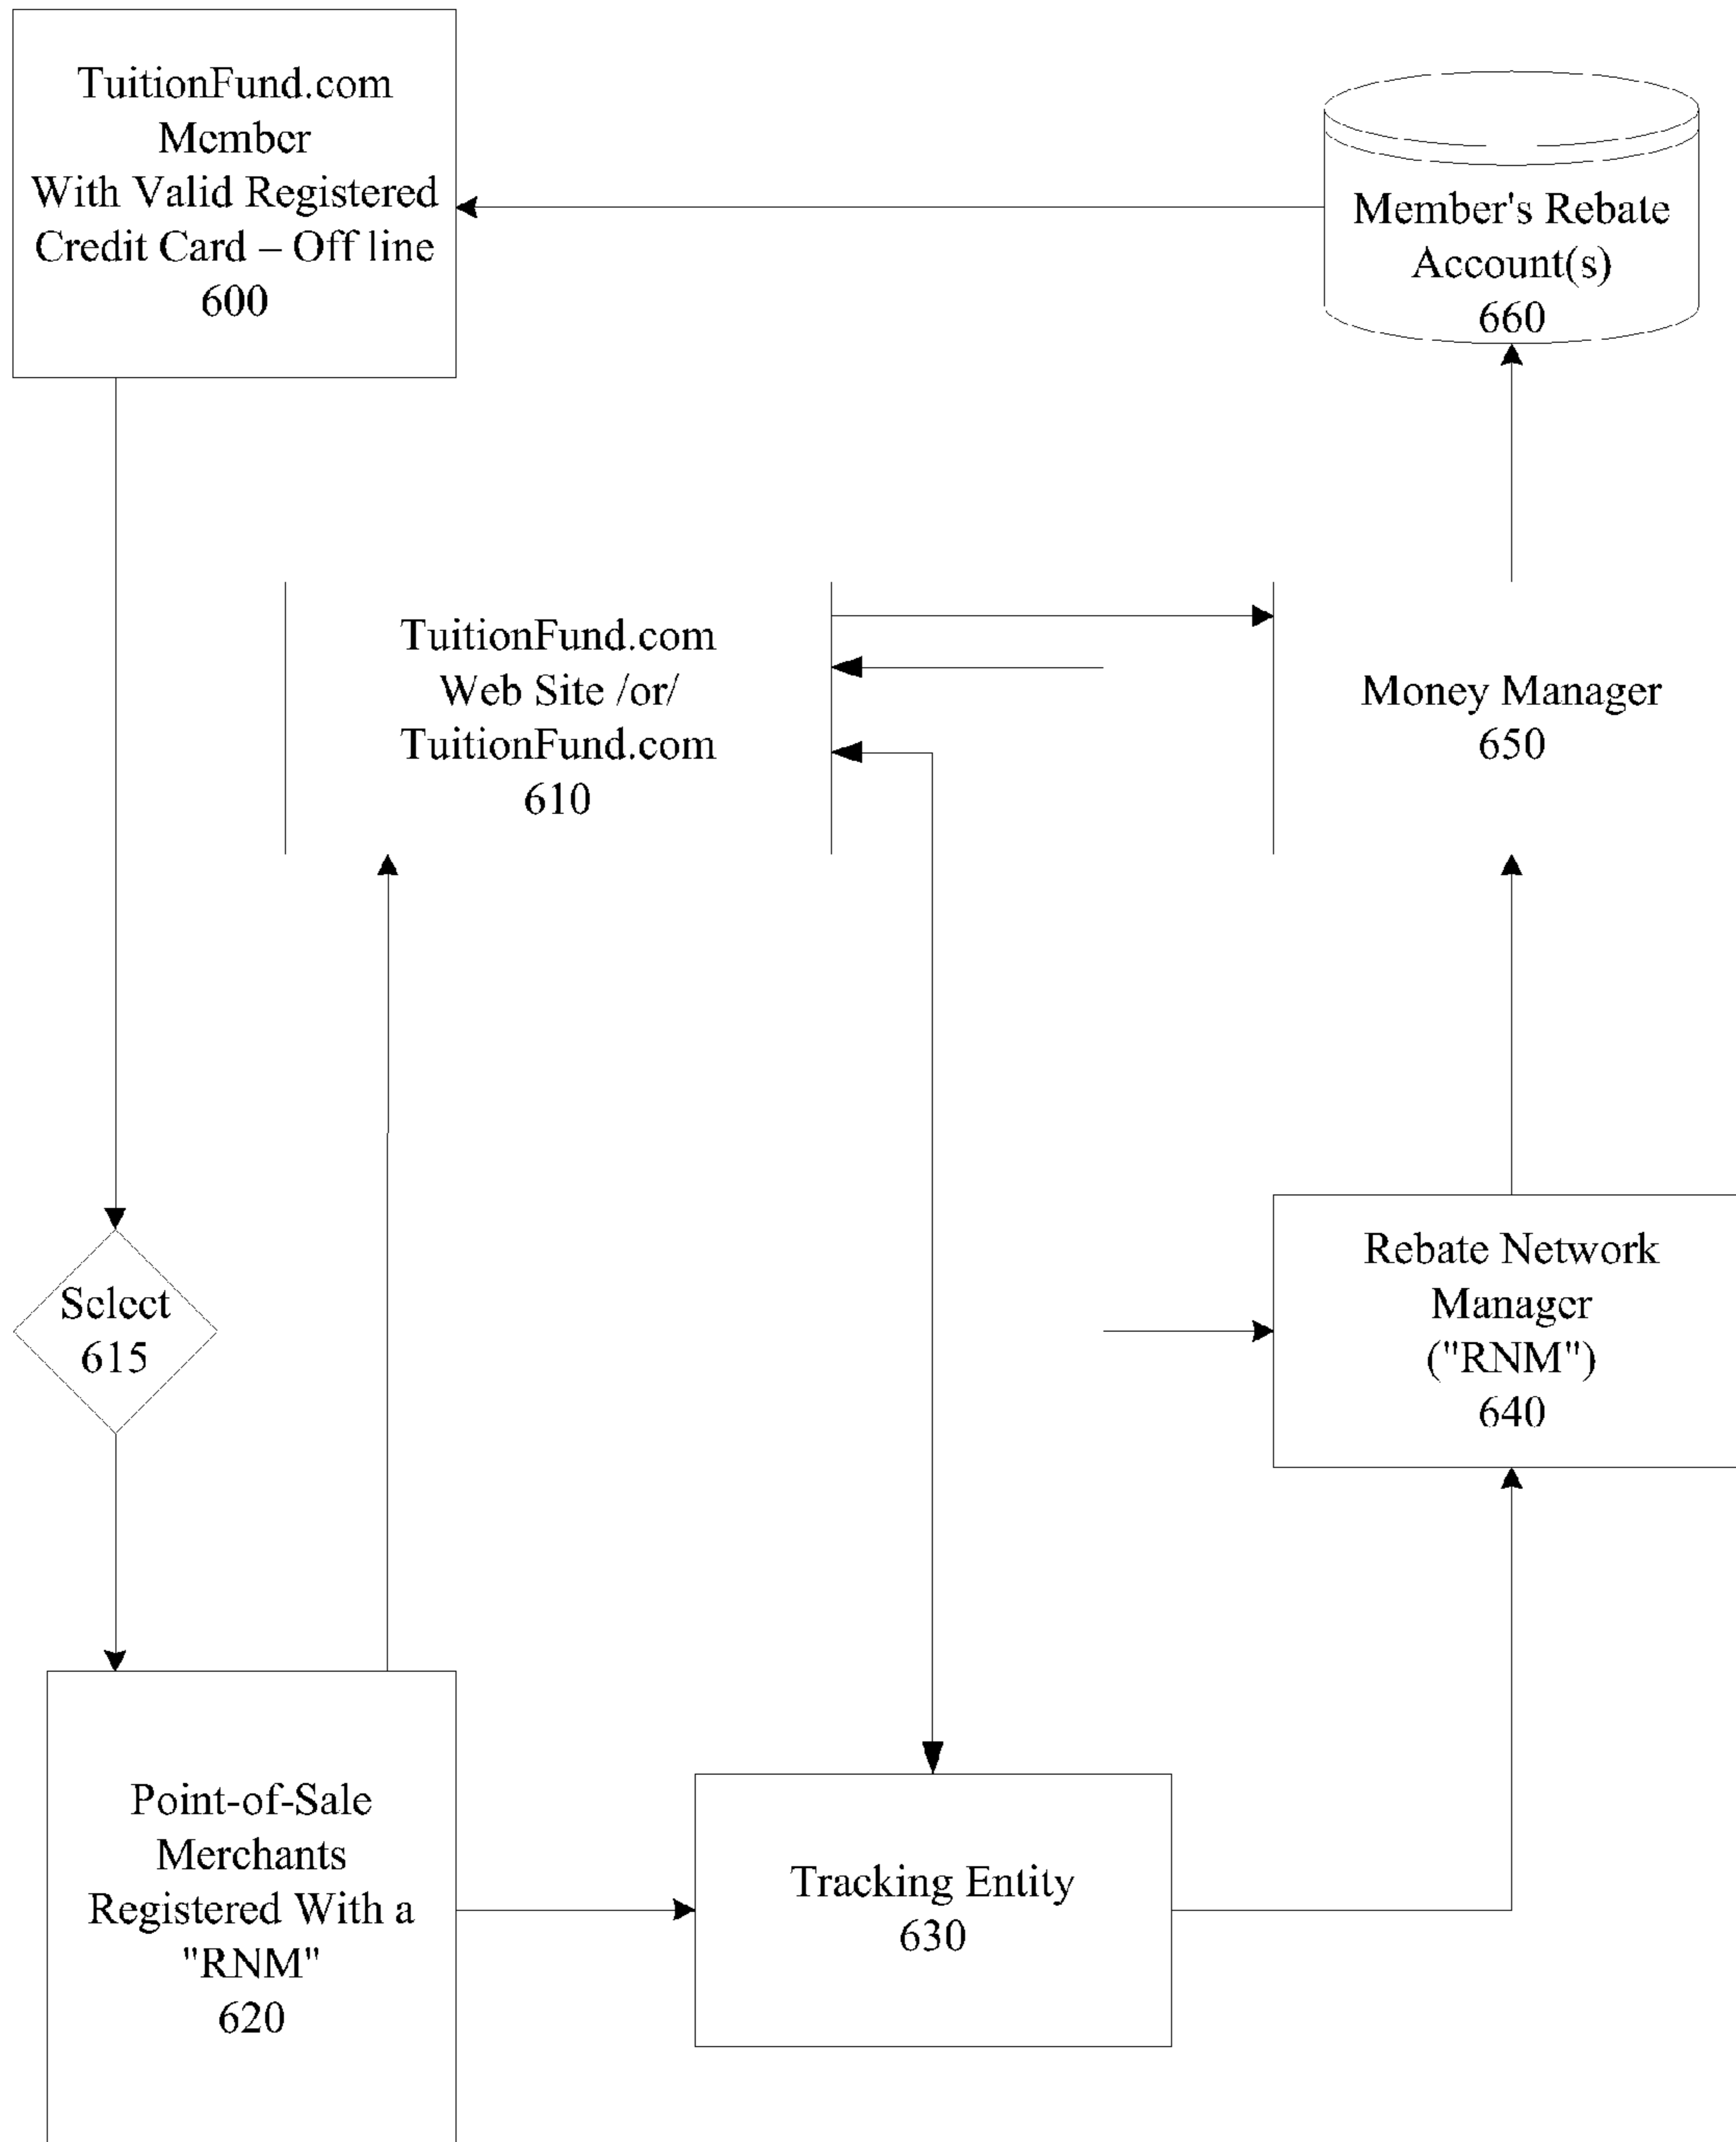 TuitionFund.com
Member
With Valid Registered
Credit Card – Off line
600
Member's Rebate
Account(s)
660
TuitionFund.com
Web Site /or/
TuitionFund.com
610
Money Manager
650
Select
615
Rebate Network
Manager
("RNM")
640
Point-of-Sale
Merchants
Registered With a
"RNM"
620
Tracking Entity
630